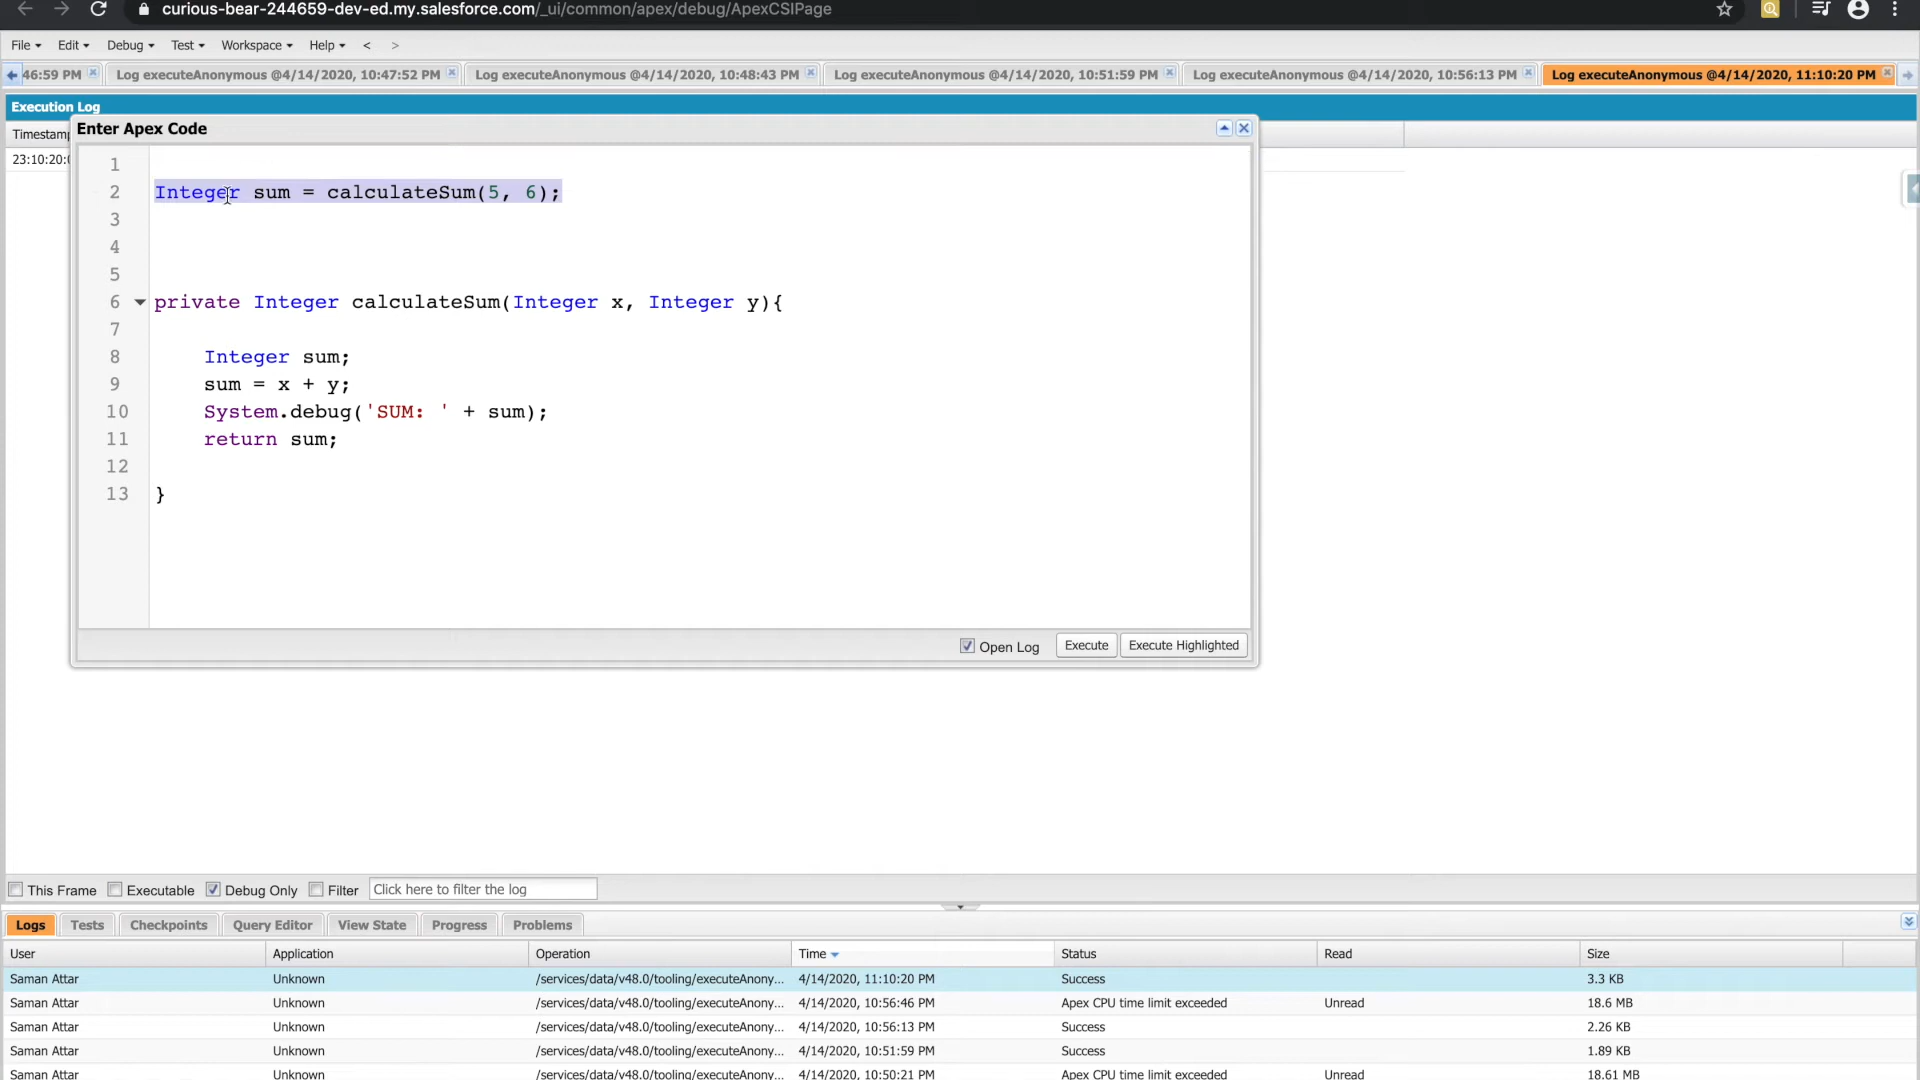 curious-bear-244659-dev-ed.my.salesforce.com/_ui/common/apex/debug/ApexCSIPage
File Edit Debug Test Workspace Help < >
46:59 PM Log executeAnonymous @4/14/2020, 10:47:52 PM Log executeAnonymous @4/14/2020, 10:48:43 PM Log executeAnonymous @4/14/2020, 10:51:59 PM Log executeAnonymous @4/14/2020, 10:56:13 PM Log executeAnonymous @4/14/2020, 11:10:20 PM
Execution Log
Enter Apex Code
Timestamp
23:10:20:0
1
2 Integer sum = calculateSum(5, 6);
3
4
5
6 private Integer calculateSum(Integer x, Integer y){
7
8 Integer sum;
9 sum = x + y;
10 System.debug('SUM: ' + sum);
11 return sum;
12
13 }
Open Log Execute Execute Highlighted
This Frame Executable Debug Only Filter Click here to filter the log
Logs Tests Checkpoints Query Editor View State Progress Problems
User Application Operation Time Status Read Size
Saman Attar Unknown /services/data/v48.0/tooling/executeAnony... 4/14/2020, 11:10:20 PM Success 3.3 KB
Saman Attar Unknown /services/data/v48.0/tooling/executeAnony... 4/14/2020, 10:56:46 PM Apex CPU time limit exceeded Unread 18.6 MB
Saman Attar Unknown /services/data/v48.0/tooling/executeAnony... 4/14/2020, 10:56:13 PM Success 2.26 KB
Saman Attar Unknown /services/data/v48.0/tooling/executeAnony... 4/14/2020, 10:51:59 PM Success 1.89 KB
Saman Attar Unknown /services/data/v48.0/tooling/executeAnony... 4/14/2020, 10:50:21 PM Apex CPU time limit exceeded Unread 18.61 MB